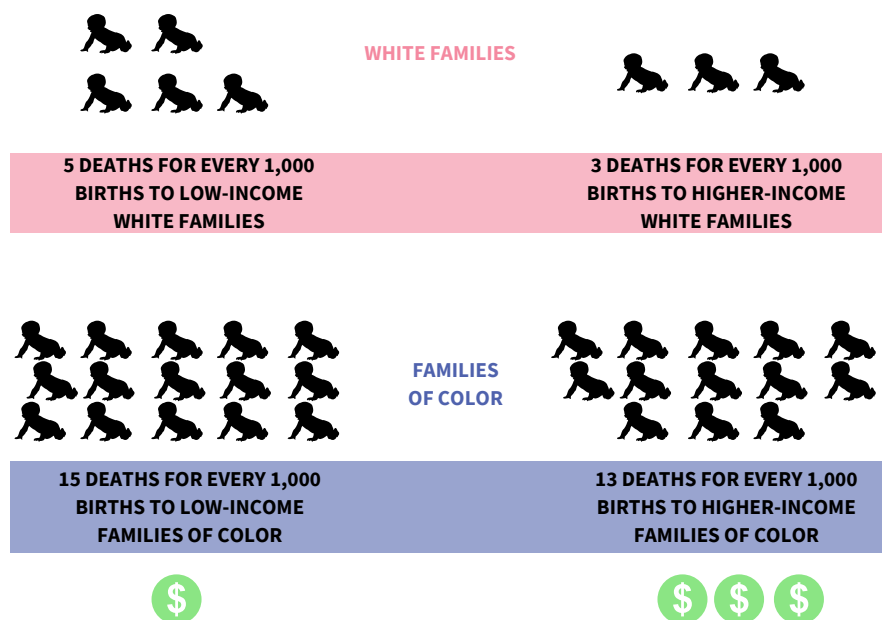 WHITE FAMILIES
5 DEATHS FOR EVERY 1,000
BIRTHS TO LOW-INCOME
WHITE FAMILIES
3 DEATHS FOR EVERY 1,000
BIRTHS TO HIGHER-INCOME
WHITE FAMILIES
FAMILIES
OF COLOR
15 DEATHS FOR EVERY 1,000
BIRTHS TO LOW-INCOME
FAMILIES OF COLOR
13 DEATHS FOR EVERY 1,000
BIRTHS TO HIGHER-INCOME
FAMILIES OF COLOR
$
$ $ $